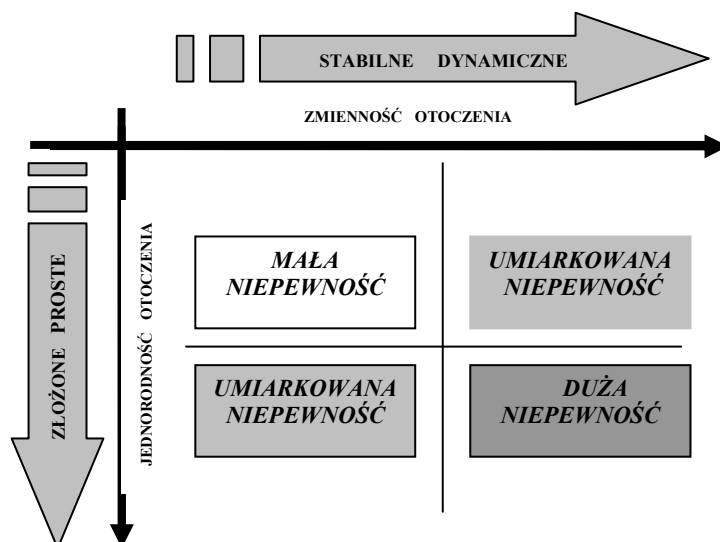 STABILNE DYNAMICZNE
ZMIENNOŚĆ OTOCZENIA
ZŁOŻONE PROSTE
JEDNORODNOŚĆ OTOCZENIA
MAŁA
NIEPEWNOŚĆ
UMIARKOWANA
NIEPEWNOŚĆ
UMIARKOWANA
NIEPEWNOŚĆ
DUŻA
NIEPEWNOŚĆ